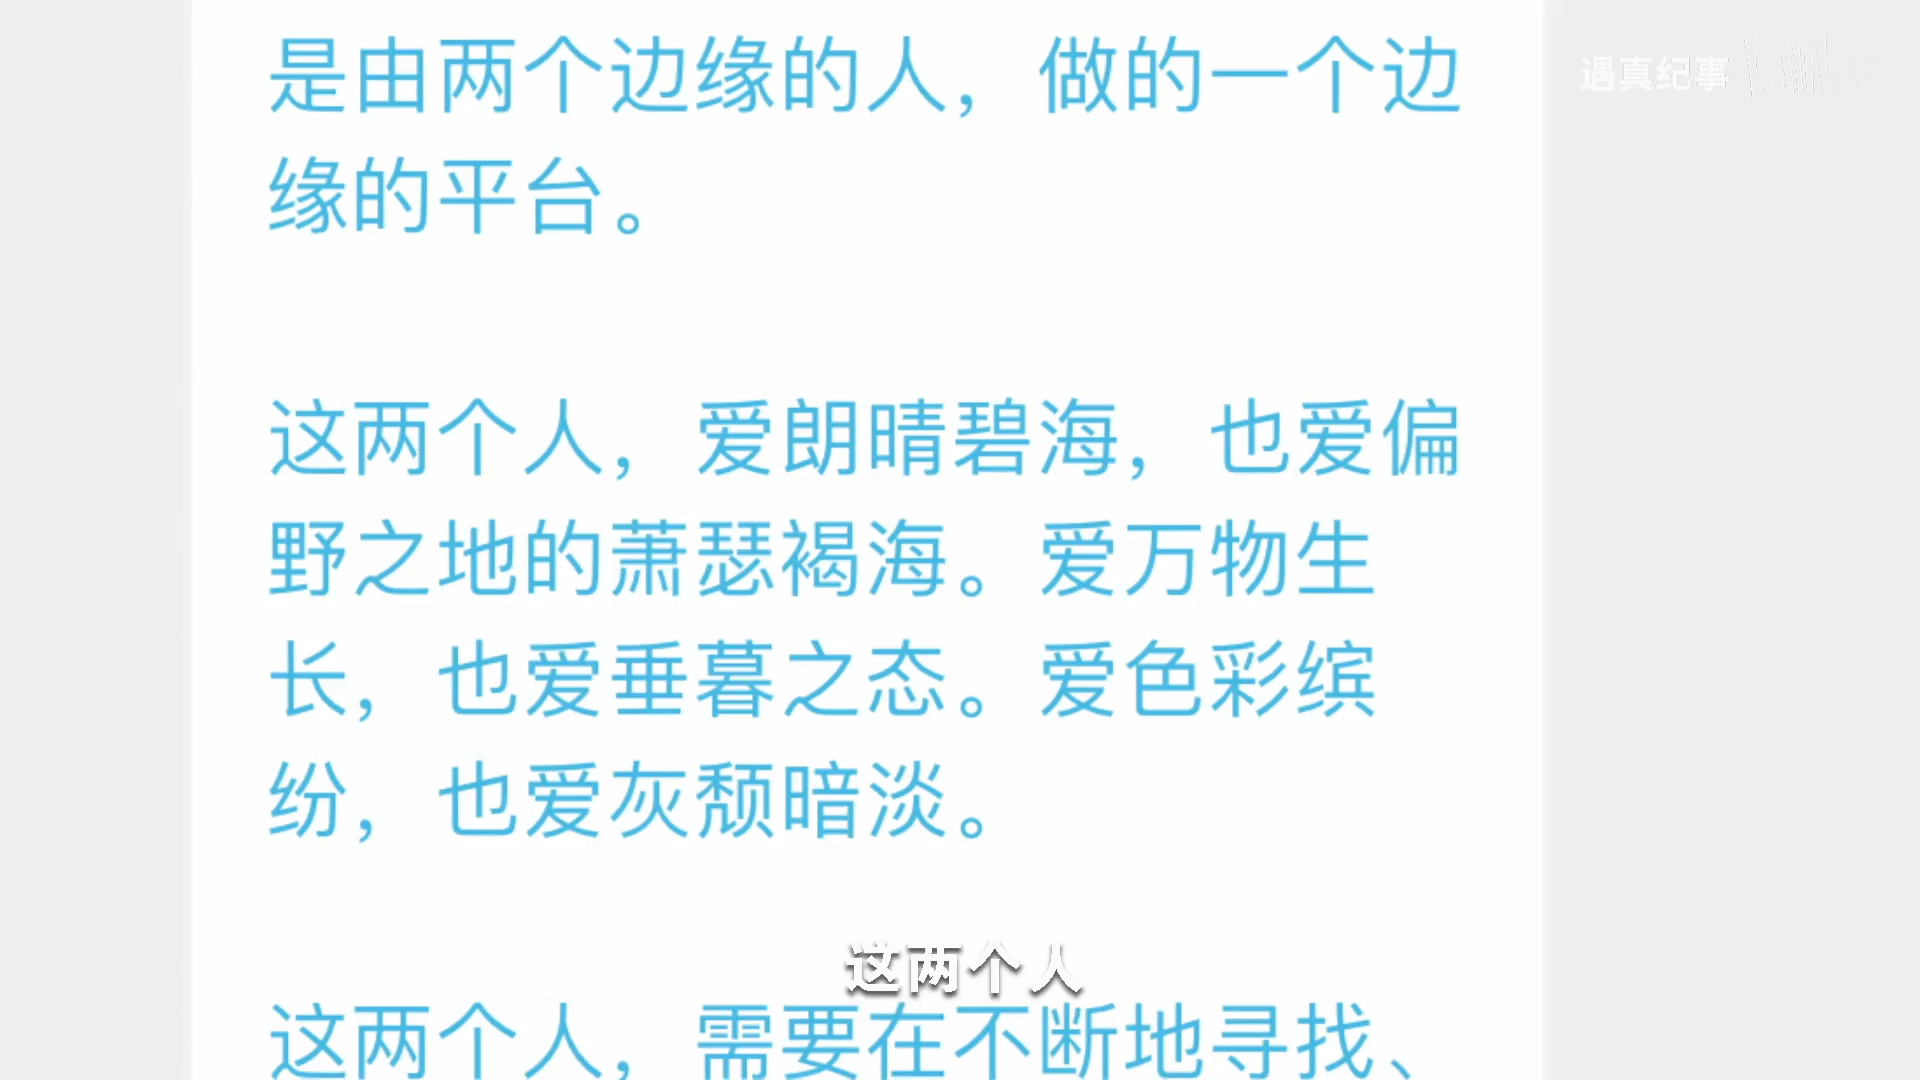 是由两个边缘的人，做的一个边
遇真纪事
缘的平台。
这两个人，爱朗晴碧海，也爱偏
野之地的萧瑟褐海。爱万物生
长，也爱垂暮之态。爱色彩缤
纷，也爱灰颓暗淡。
这两个人
这两个人，需要在不断地寻找、